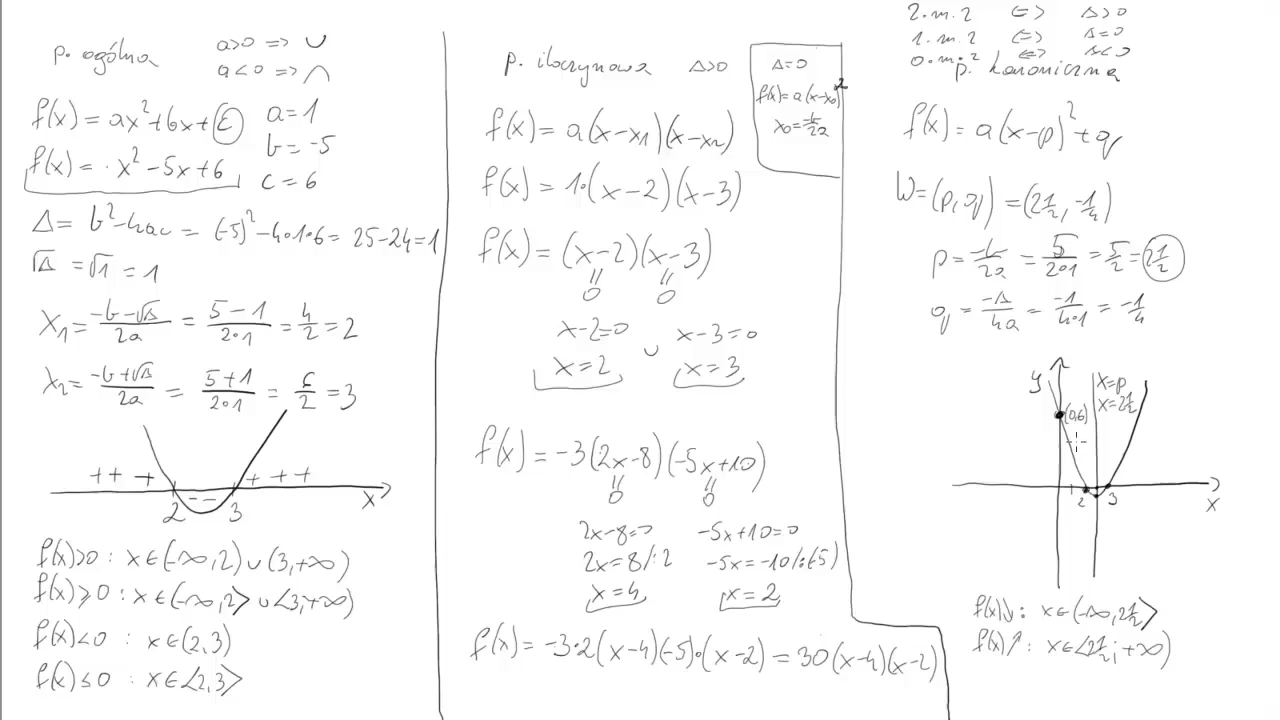 p. ogólna
a>0 => ∪
a<0 => ∩
f(x) = ax²+bx+c
a=1
b=-5
c=6
f(x) = x²-5x+6
Δ = b²-4ac = (-5)²-4·1·6 = 25-24=1
√Δ = √1 = 1
x₁ = (-b-√Δ)/2a = (5-1)/2·1 = 4/2 = 2
x₂ = (-b+√Δ)/2a = (5+1)/2·1 = 6/2 = 3
+ + + -- + + +
2 3 x
f(x)>0 : x∈(-∞,2)∪(3,+∞)
f(x)⩾0 : x∈(-∞,2>∪<3,+∞)
f(x)<0 : x∈(2,3)
f(x)≤0 : x∈<2,3>
p. iloczynowa Δ>0
Δ=0
f(x)=a(x-x₀)²
x₀=-b/2a
f(x) = a(x-x₁)(x-x₂)
f(x) = 1·(x-2)(x-3)
f(x) = (x-2)(x-3)
= =
0 0
x-2=0 ∪ x-3=0
x=2 x=3
f(x) = -3(2x-8)(-5x+10)
= =
0 0
2x-8=0 -5x+10=0
2x=8/:2 -5x=-10/:(-5)
x=4 x=2
f(x) = -3·2(x-4)(-5)·(x-2) = 30(x-4)(x-2)
2.m.z <=> Δ>0
1.m.z <=> Δ=0
0.m.z <=> Δ<0
p. kanoniczna
f(x) = a(x-p)²+q
W=(p,q) = (2½,-¼)
p = -b/2a = 5/2·1 = 5/2 = 2½
q = -Δ/4a = -1/4·1 = -1/4
y x=p
(0,6) x=2½
1 2 3 x
f(x)↓ : x∈(-∞,2½>
f(x)↗ : x∈<2½;+∞)